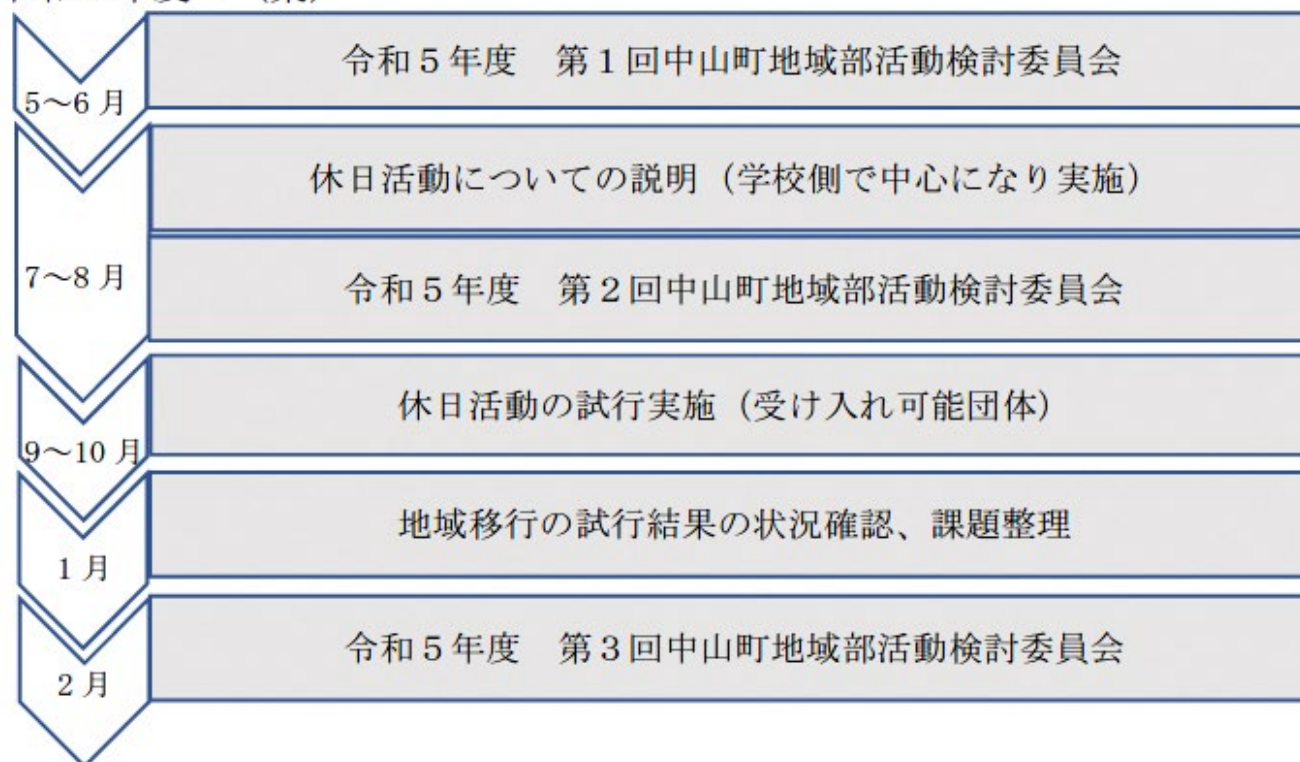 5～6 月
令和５年度　第１回中山町地域部活動検討委員会
7～8 月
休日活動についての説明（学校側で中心になり実施）
令和５年度　第２回中山町地域部活動検討委員会
9～10 月
休日活動の試行実施（受け入れ可能団体）
1 月
地域移行の試行結果の状況確認、課題整理
2 月
令和５年度　第３回中山町地域部活動検討委員会